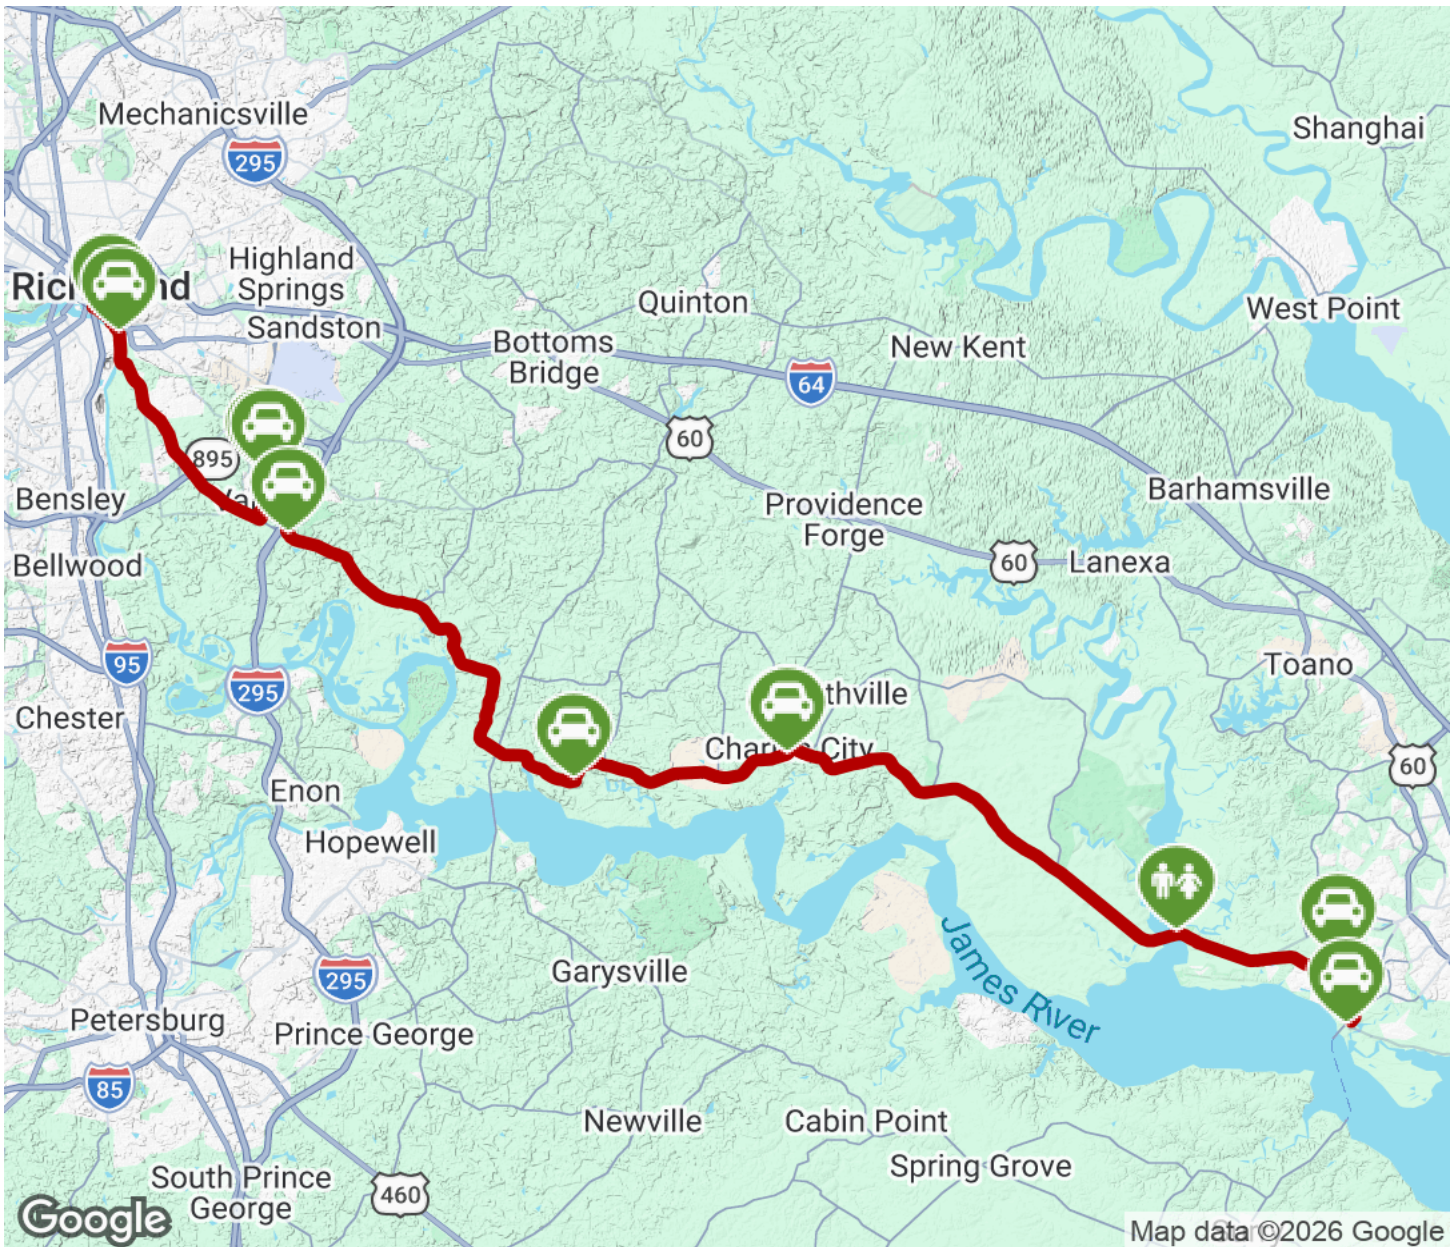 Mechanicsville
295
Shanghai
Highland
Springs
Sandston
Quinton
West Point
Bottoms
Bridge
New Kent
64
60
895
Bensley
Barhamsville
Providence
Forge
60
Lanexa
Bellwood
95
295
Toano
Chester
thville
City
60
Enon
Hopewell
James River
Garysville
295
Petersburg
Prince George
85
Newville
Cabin Point
Spring Grove
South Prince
George
460
Google
Map data ©2026 Google